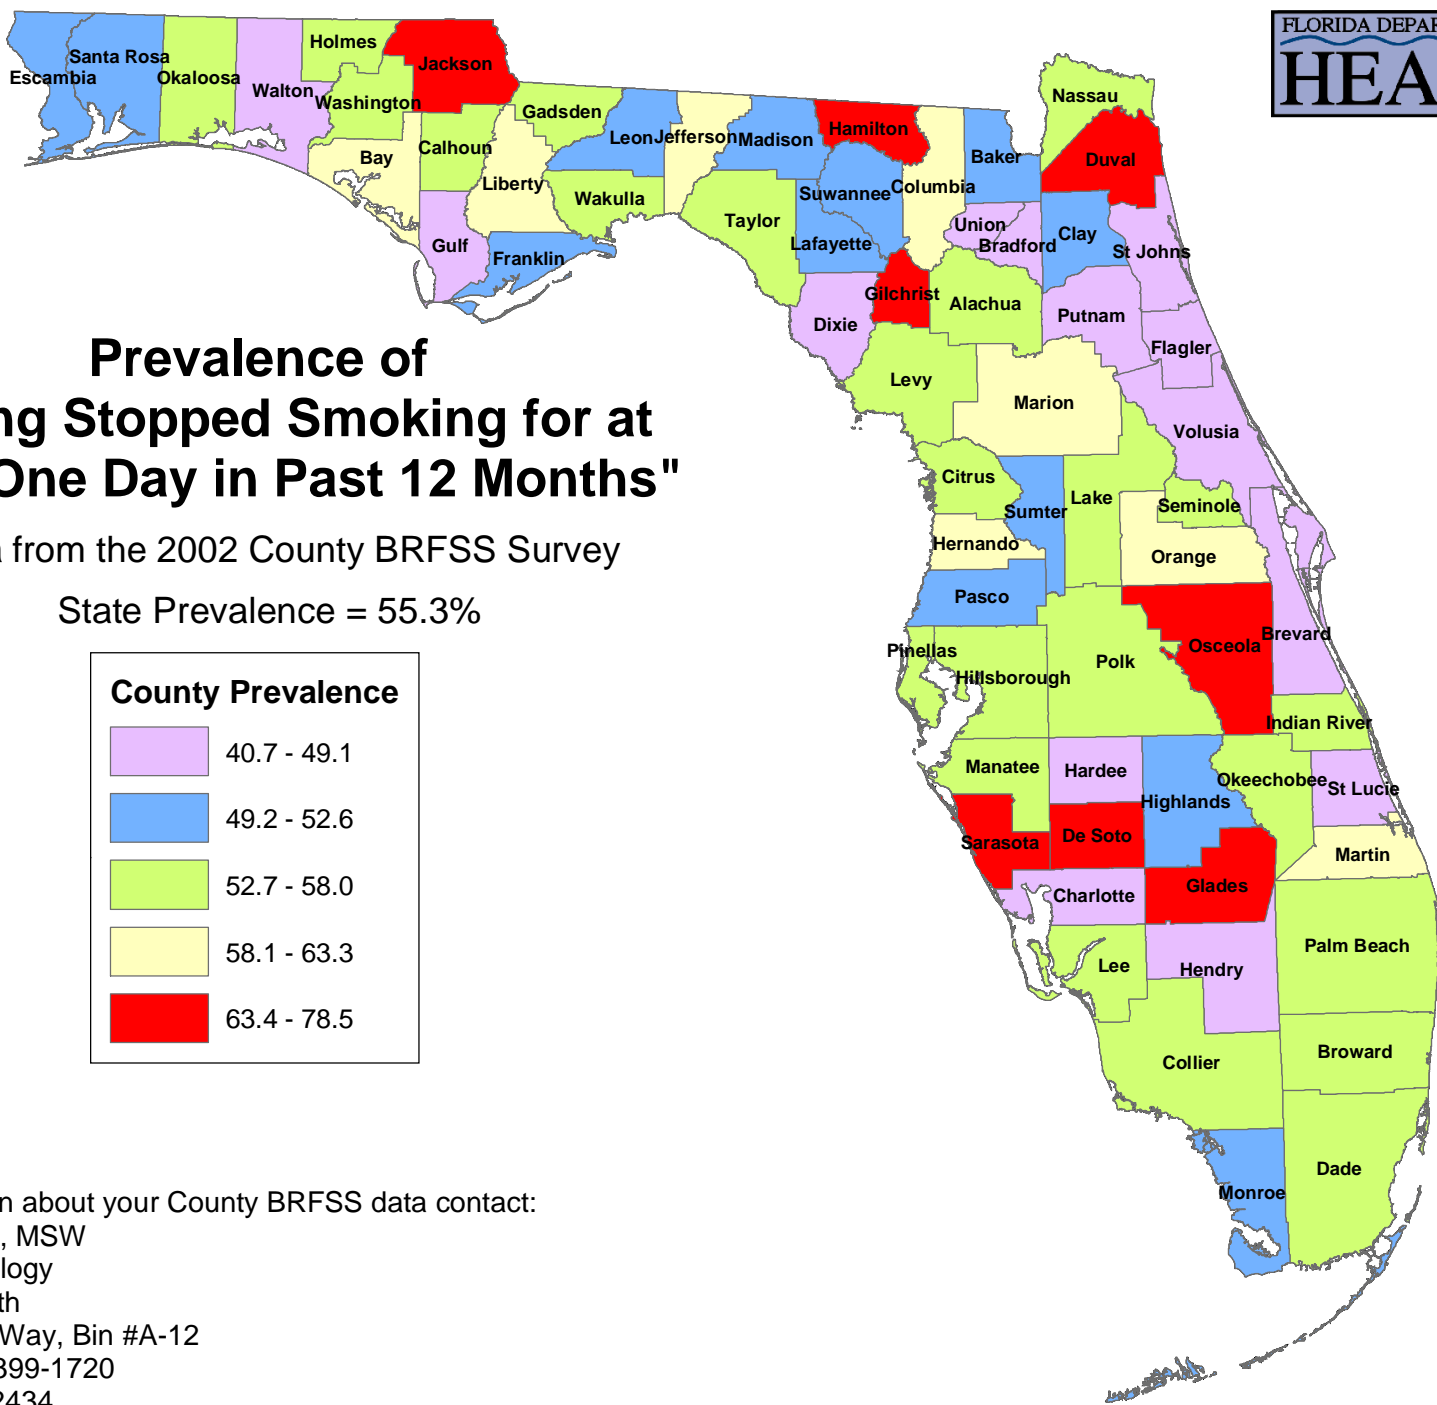 FLORIDA DEPAR
HEA
Escambia
Santa Rosa
Okaloosa
Walton
Holmes
Washington
Jackson
Bay
Calhoun
Gulf
Gadsden
Liberty
Franklin
Leon
Wakulla
Jefferson
Madison
Taylor
Hamilton
Suwannee
Lafayette
Columbia
Baker
Nassau
Duval
Union
Bradford
Clay
St Johns
Gilchrist
Dixie
Alachua
Putnam
Flagler
Levy
Marion
Volusia
Citrus
Sumter
Lake
Seminole
Hernando
Orange
Pasco
Pinellas
Hillsborough
Polk
Osceola
Brevard
Indian River
Manatee
Hardee
Highlands
Okeechobee
St Lucie
Sarasota
De Soto
Martin
Charlotte
Glades
Lee
Hendry
Palm Beach
Collier
Broward
Monroe
Dade
Prevalence of
ng Stopped Smoking for at
One Day in Past 12 Months"
from the 2002 County BRFSS Survey
State Prevalence = 55.3%
County Prevalence
40.7 - 49.1
49.2 - 52.6
52.7 - 58.0
58.1 - 63.3
63.4 - 78.5
n about your County BRFSS data contact:
, MSW
logy
th
Way, Bin #A-12
399-1720
2434